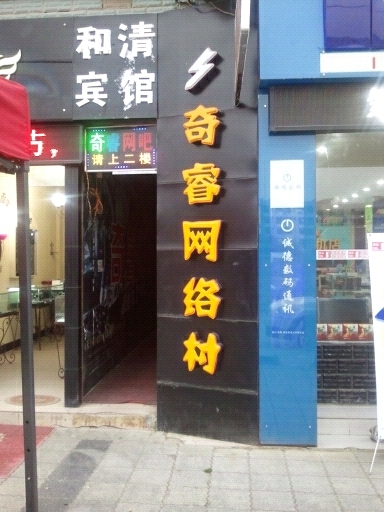 和清
宾馆
奇睿网吧
请上二楼
奇睿网络村
诚德数码通讯